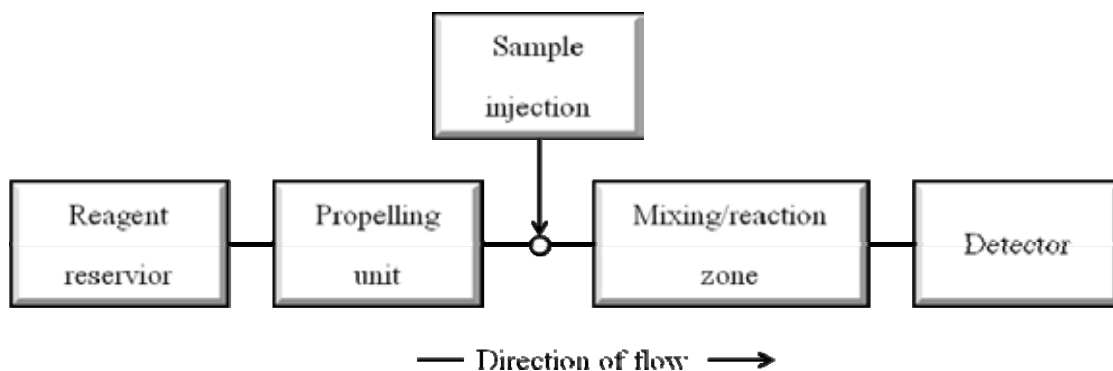 Sample
injection
Reagent
reservior
Propelling
unit
Mixing/reaction
zone
Detector
Direction of flow